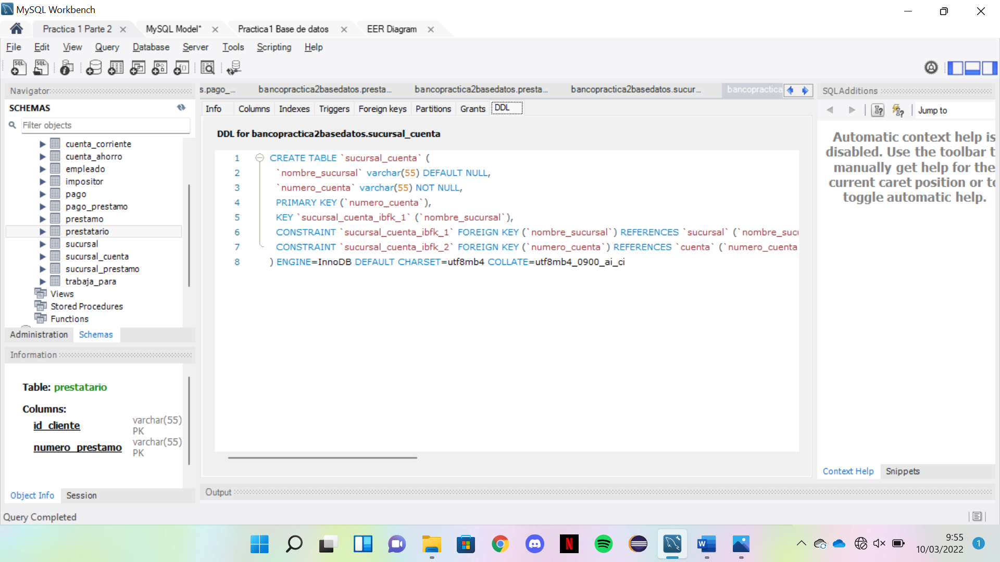 MySQL Workbench
Practica 1 Parte 2
MySQL Model*
Practica1 Base de datos
EER Diagram
File Edit View Query Database Server Tools Scripting Help
Navigator
SCHEMAS
Filter objects
cuenta_corriente
cuenta_ahorro
empleado
impositor
pago
pago_prestamo
prestamo
prestatario
sucursal
sucursal_cuenta
sucursal_prestamo
trabaja_para
Views
Stored Procedures
Functions
Administration Schemas
Information
Table: prestatario
Columns:
id_cliente varchar(55) PK
numero_prestamo varchar(55) PK
Object Info Session
Query Completed
s.pago_... bancopractica2basedatos.presta... bancopractica2basedatos.presta... bancopractica2basedatos.sucur... bancopractica
Info Columns Indexes Triggers Foreign keys Partitions Grants DDL
DDL for bancopractica2basedatos.sucursal_cuenta
1 CREATE TABLE `sucursal_cuenta` (
2 `nombre_sucursal` varchar(55) DEFAULT NULL,
3 `numero_cuenta` varchar(55) NOT NULL,
4 PRIMARY KEY (`numero_cuenta`),
5 KEY `sucursal_cuenta_ibfk_1` (`nombre_sucursal`),
6 CONSTRAINT `sucursal_cuenta_ibfk_1` FOREIGN KEY (`nombre_sucursal`) REFERENCES `sucursal` (`nombre_suc
7 CONSTRAINT `sucursal_cuenta_ibfk_2` FOREIGN KEY (`numero_cuenta`) REFERENCES `cuenta` (`numero_cuenta
8 ) ENGINE=InnoDB DEFAULT CHARSET=utf8mb4 COLLATE=utf8mb4_0900_ai_ci
Output
SQLAdditions
Jump to
Automatic context help is
disabled. Use the toolbar t
manually get help for the
current caret position or to
toggle automatic help.
Context Help Snippets
9:55
10/03/2022
1